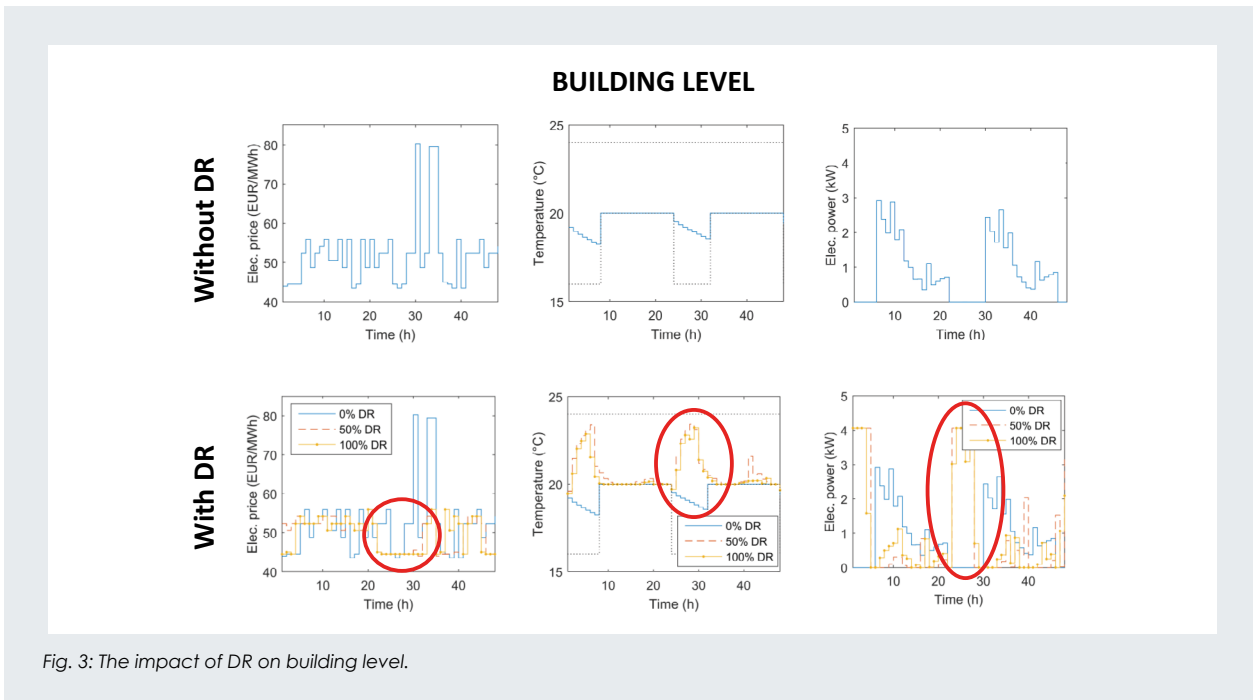 BUILDING LEVEL
Without DR
Elec. price (EUR/MWh)
80
70
60
50
40
10 20 30 40
Time (h)
Temperature (°C)
25
20
15
10 20 30 40
Time (h)
Elec. power (kW)
5
4
3
2
1
0
10 20 30 40
Time (h)
With DR
Elec. price (EUR/MWh)
80
70
60
50
40
0% DR
50% DR
100% DR
10 20 30 40
Time (h)
Temperature (°C)
25
20
15
0% DR
50% DR
100% DR
10 20 30 40
Time (h)
Elec. power (kW)
5
4
3
2
1
0
0% DR
50% DR
100% DR
10 20 30 40
Time (h)
Fig. 3: The impact of DR on building level.